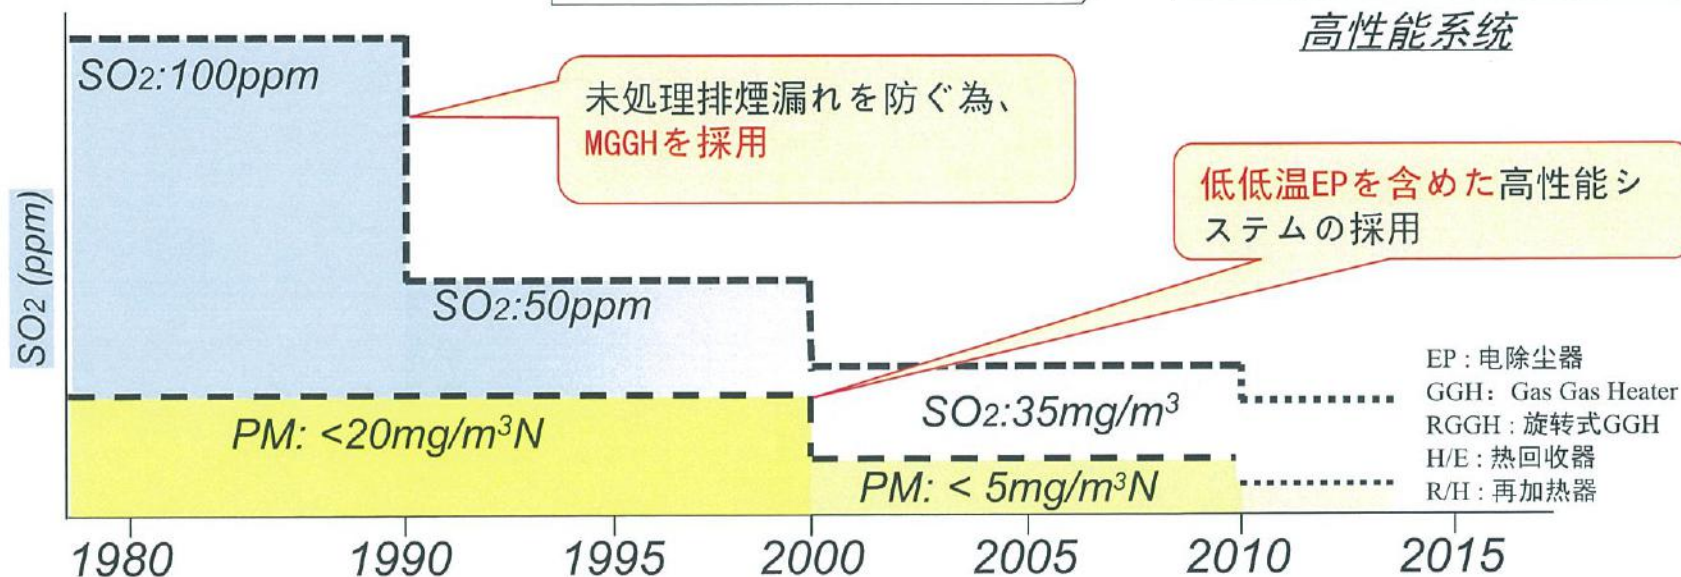 高性能系统
SO2:100ppm
未処理排煙漏れを防ぐ為、
MGGHを採用
低低温EPを含めた高性能シ
ステムの採用
SO2 (ppm)
SO2:50ppm
EP : 电除尘器
GGH: Gas Gas Heater
RGGH : 旋转式GGH
H/E : 热回收器
R/H : 再加热器
SO2:35mg/m³
PM: <20mg/m³N
PM: < 5mg/m³N
1980 1990 1995 2000 2005 2010 2015